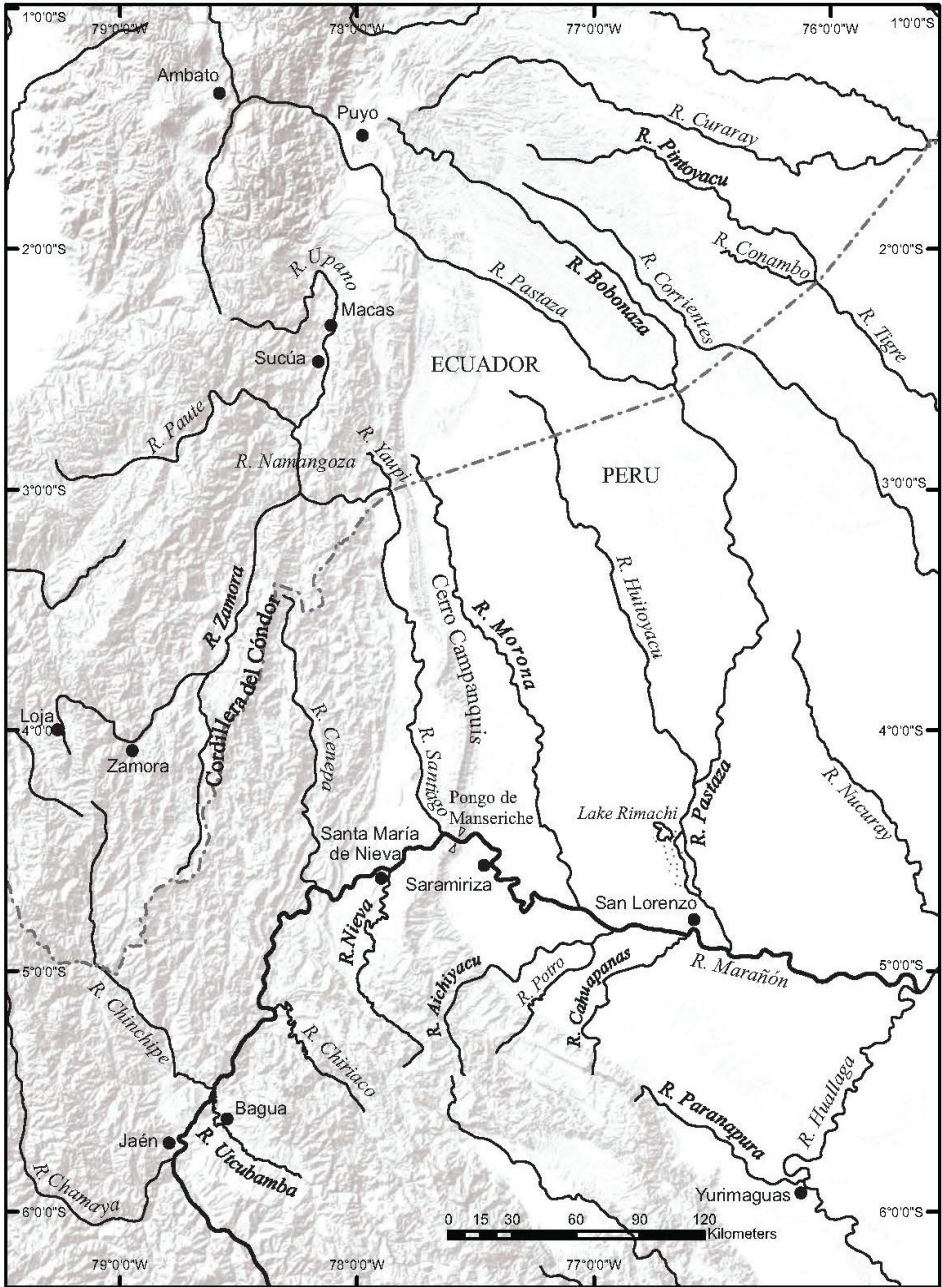 1°0'0"S
79°0'0"W
78°0'0"W
77°0'0"W
76°0'0"W
1°0'0"S
Ambato
Puyo
R. Curaray
R. Pintoyacu
2°0'0"S
2°0'0"S
R. Úpano
R. Pastaza
R. Bobonaza
R. Corrientes
R. Conambo
R. Tigre
Macas
Sucúa
ECUADOR
R. Paute
R. Namangoza
R. Yaupi
PERU
3°0'0"S
3°0'0"S
R. Zamora
Cordillera del Cóndor
R. Cenepa
Cerro Campanquis
R. Morona
R. Huitoyacu
Loja
4°0'0"S
4°0'0"S
Zamora
R. Santiago
R. Pastaza
R. Nucuray
Pongo de
Manseriche
Lake Rimachi
Santa María
de Nieva
Saramiriza
San Lorenzo
R.Nieva
R. Aichiyacu
R. Potro
R. Cahuapanas
R. Marañón
5°0'0"S
5°0'0"S
R. Chinchipe
R. Chiriaco
R. Paranapura
R. Huallaga
Bagua
Jaén
R. Utcubamba
R. Chamaya
Yurimaguas
6°0'0"S
6°0'0"S
0 15 30 60 90 120
Kilometers
79°0'0"W
78°0'0"W
77°0'0"W